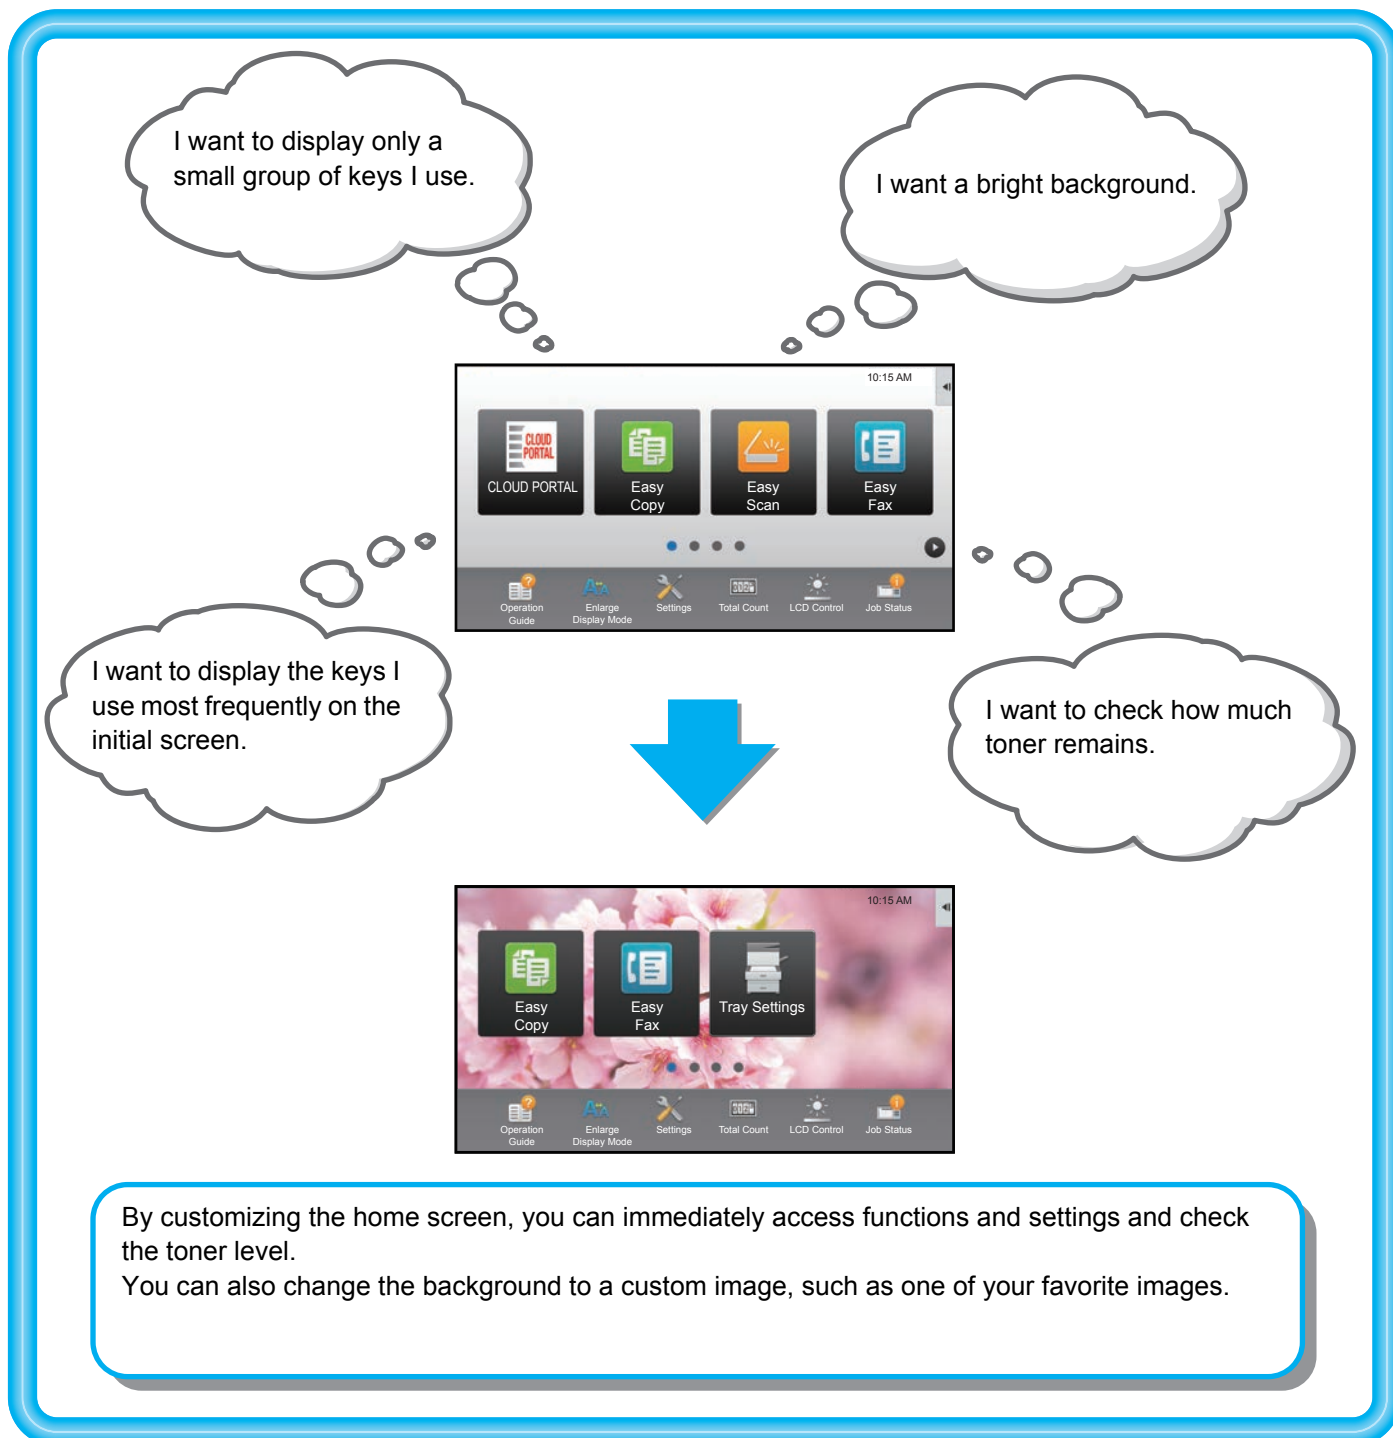 I want to display only a
small group of keys I use.
I want a bright background.
10:15 AM
CLOUD
PORTAL
CLOUD PORTAL
Easy
Copy
Easy
Scan
Easy
Fax
Operation
Guide
Enlarge
Display Mode
Settings
Total Count
LCD Control
Job Status
I want to display the keys I
use most frequently on the
initial screen.
I want to check how much
toner remains.
10:15 AM
Easy
Copy
Easy
Fax
Tray Settings
Operation
Guide
Enlarge
Display Mode
Settings
Total Count
LCD Control
Job Status
By customizing the home screen, you can immediately access functions and settings and check
the toner level.
You can also change the background to a custom image, such as one of your favorite images.